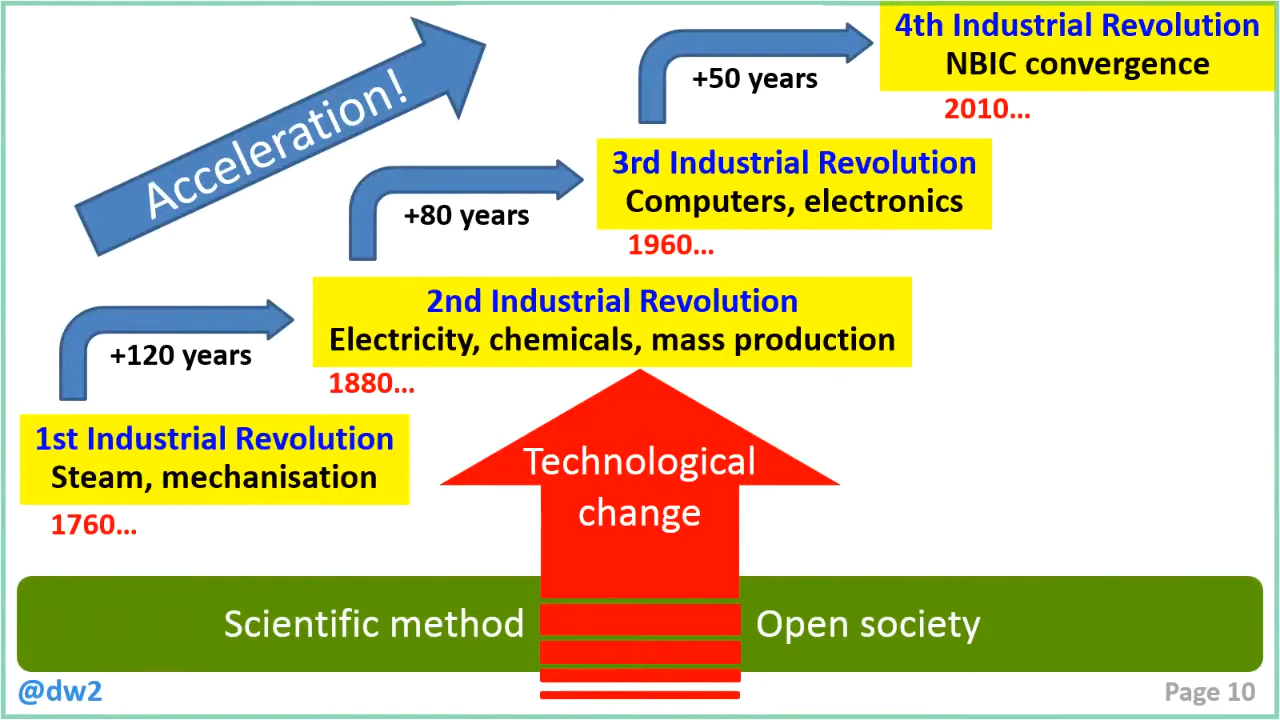 4th Industrial Revolution
NBIC convergence
2010...
+50 years
Acceleration!
3rd Industrial Revolution
Computers, electronics
1960...
+80 years
2nd Industrial Revolution
Electricity, chemicals, mass production
1880...
+120 years
1st Industrial Revolution
Steam, mechanisation
1760...
Technological
change
Scientific method
Open society
@dw2
Page 10